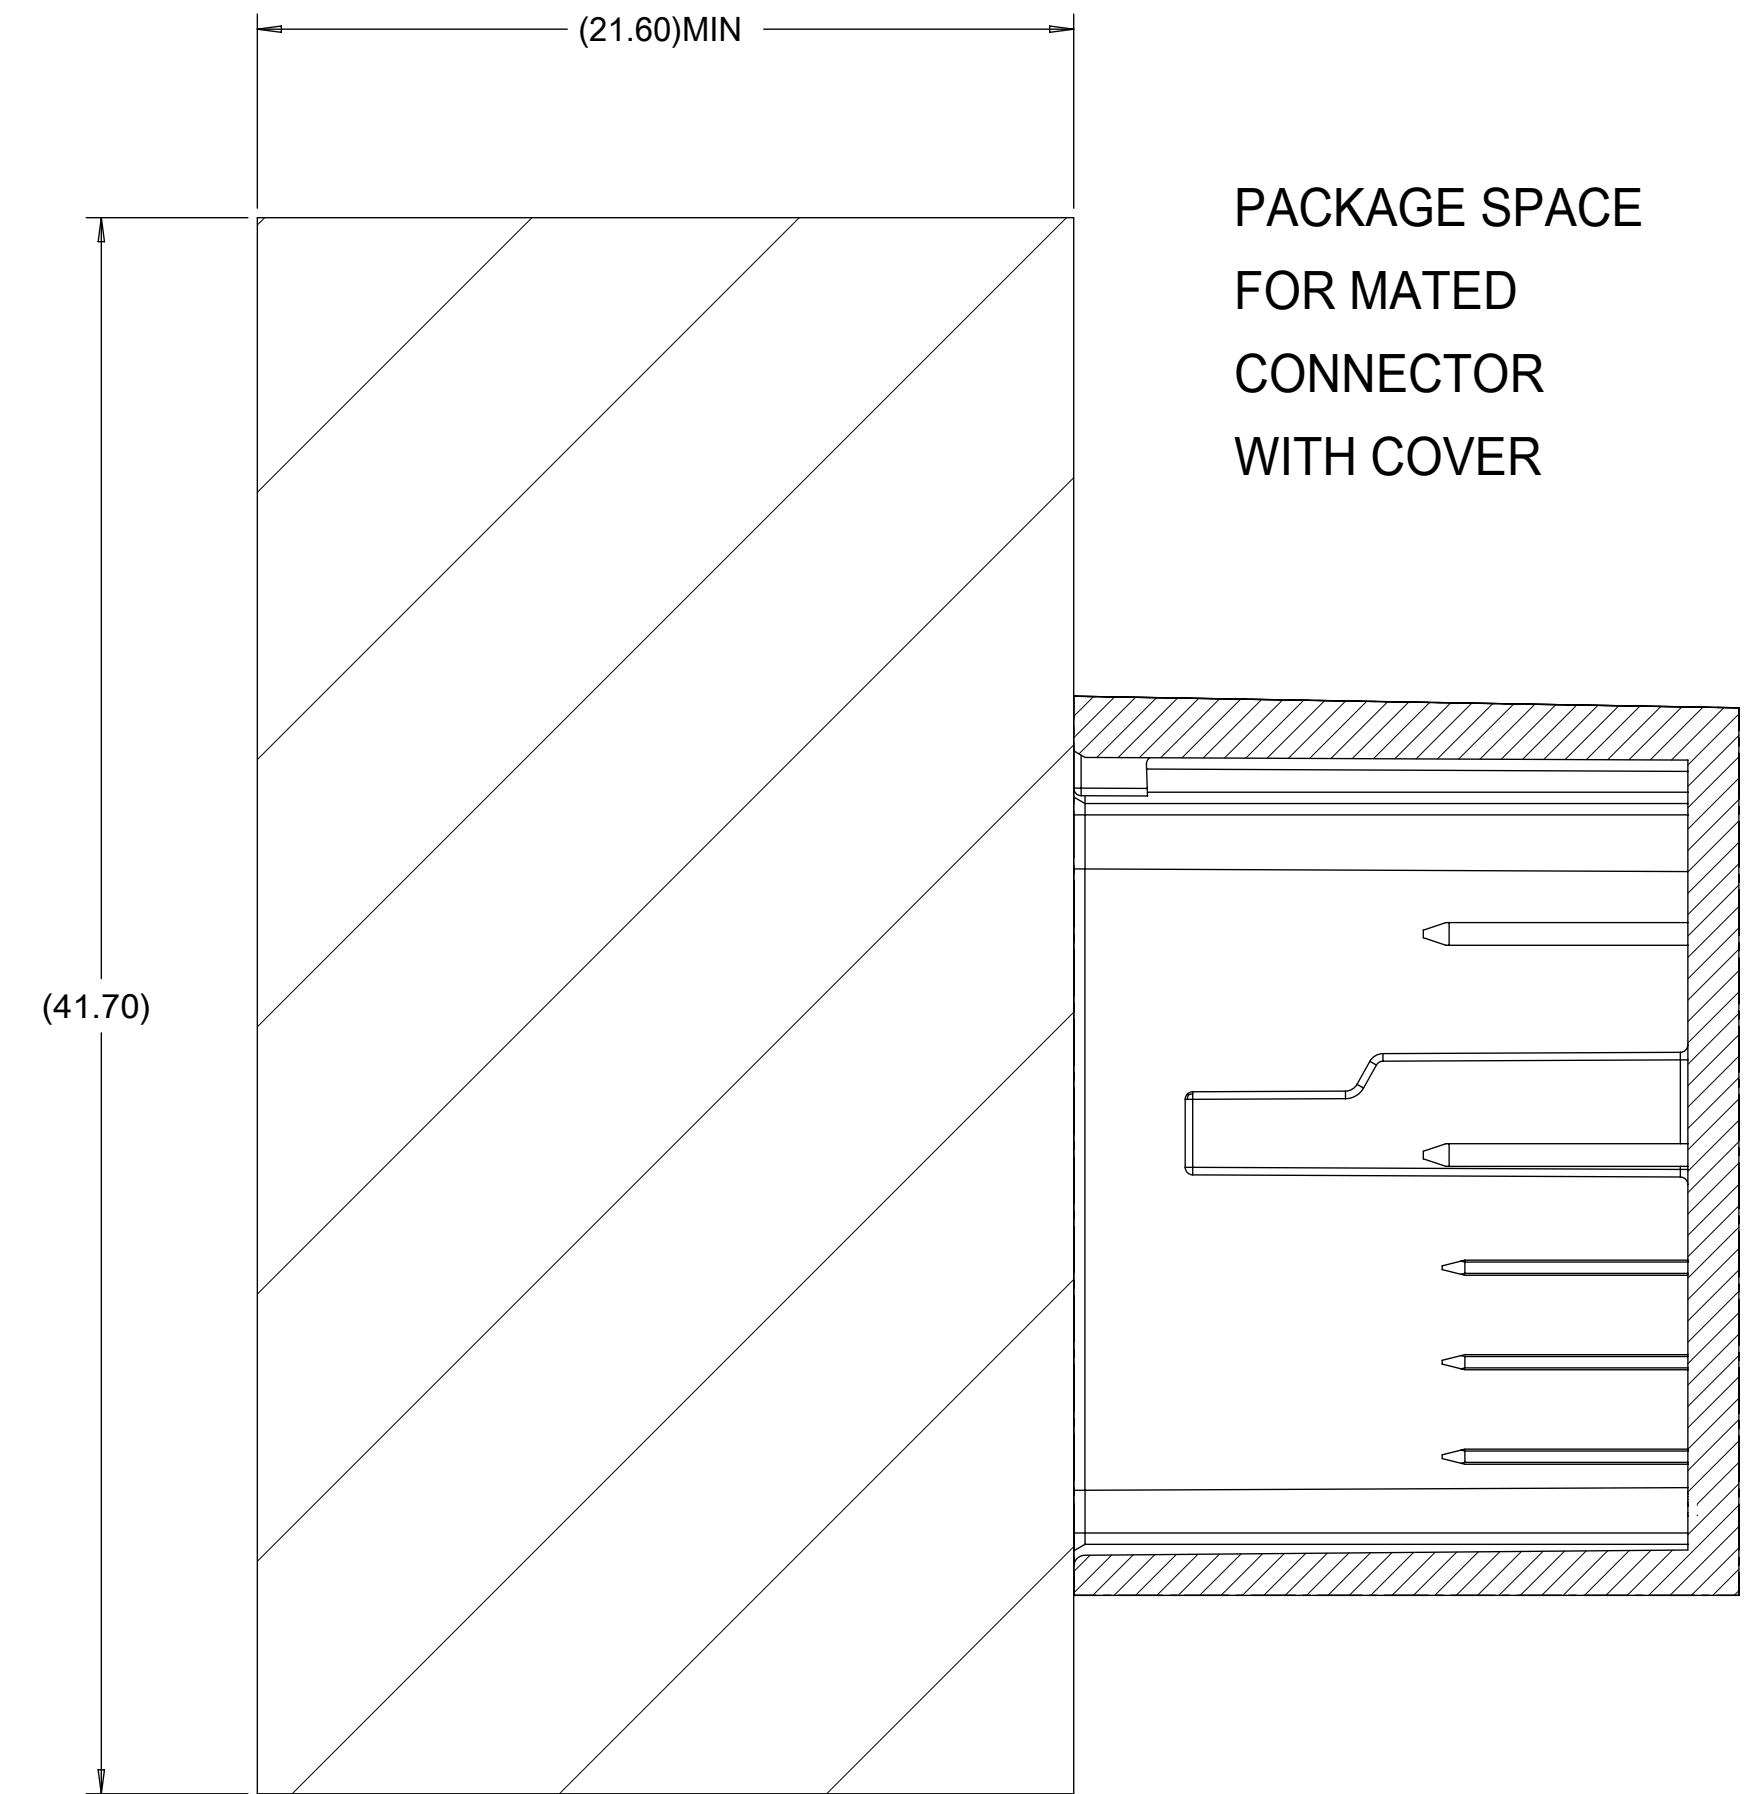 (21.60)MIN
PACKAGE SPACE
FOR MATED
CONNECTOR
WITH COVER
(41.70)